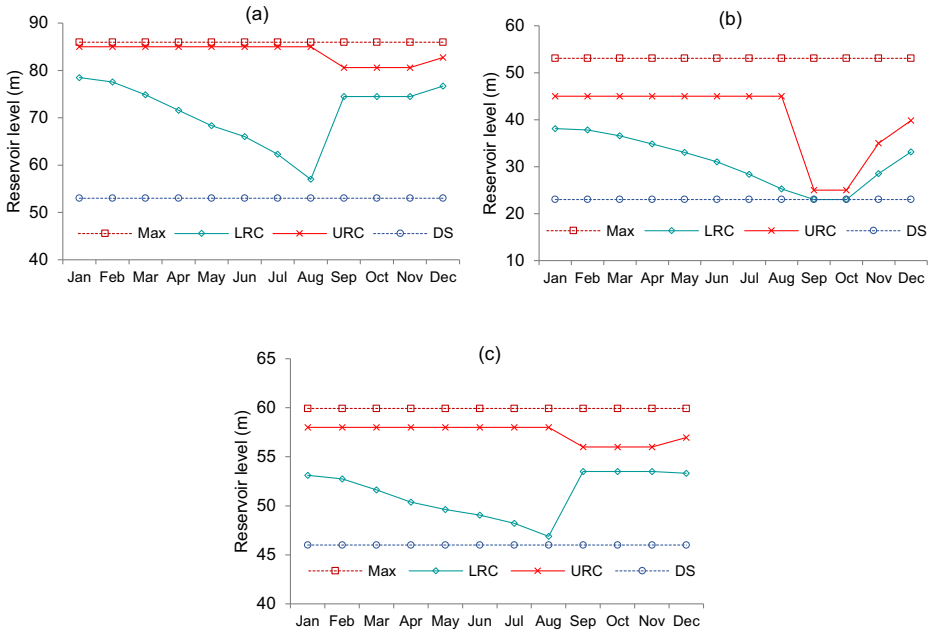 (a)
90
80
70
60
50
40
Reservoir level (m)
Max LRC URC DS
Jan Feb Mar Apr May Jun Jul Aug Sep Oct Nov Dec
(b)
60
50
40
30
20
10
Reservoir level (m)
Max LRC URC DS
Jan Feb Mar Apr May Jun Jul Aug Sep Oct Nov Dec
(c)
65
60
55
50
45
40
Reservoir level (m)
Max LRC URC DS
Jan Feb Mar Apr May Jun Jul Aug Sep Oct Nov Dec